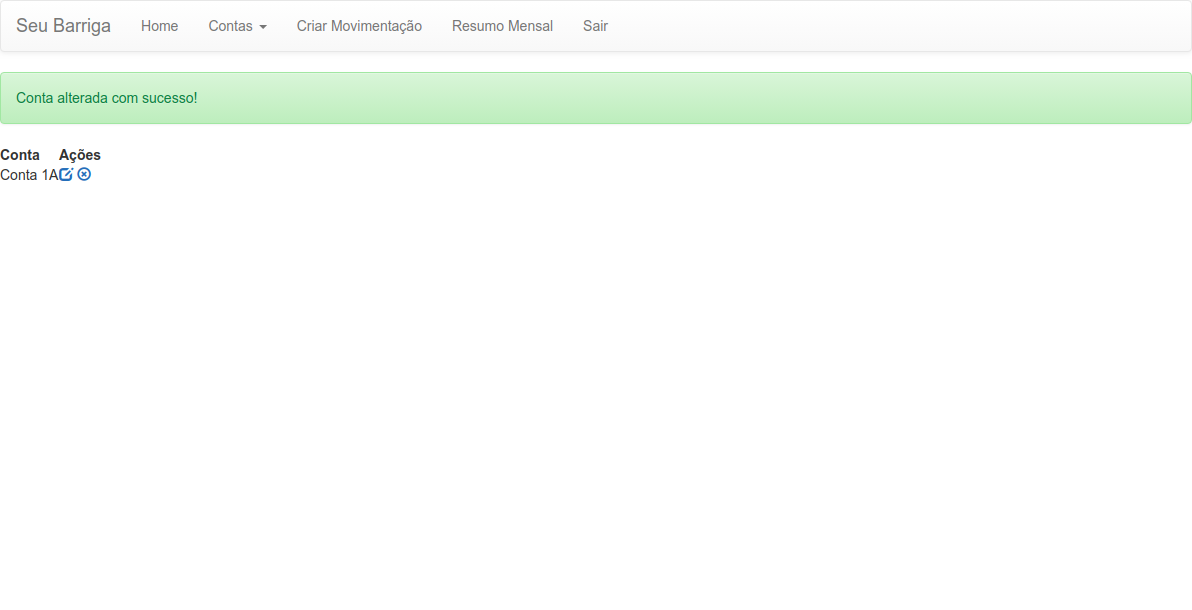 Seu Barriga Home Contas Criar Movimentação Resumo Mensal Sair
Conta alterada com sucesso!
Conta Ações
Conta 1A